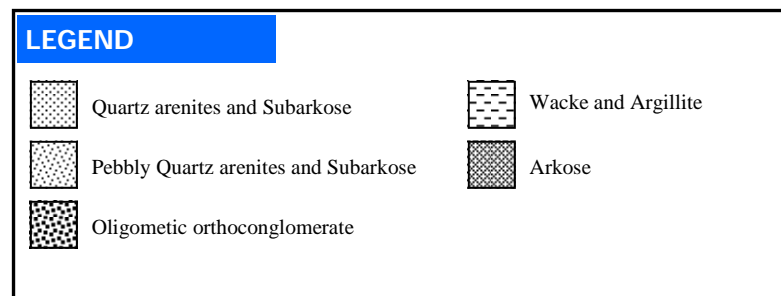 LEGEND
Quartz arenites and Subarkose
Pebbly Quartz arenites and Subarkose
Oligometic orthoconglomerate
Wacke and Argillite
Arkose